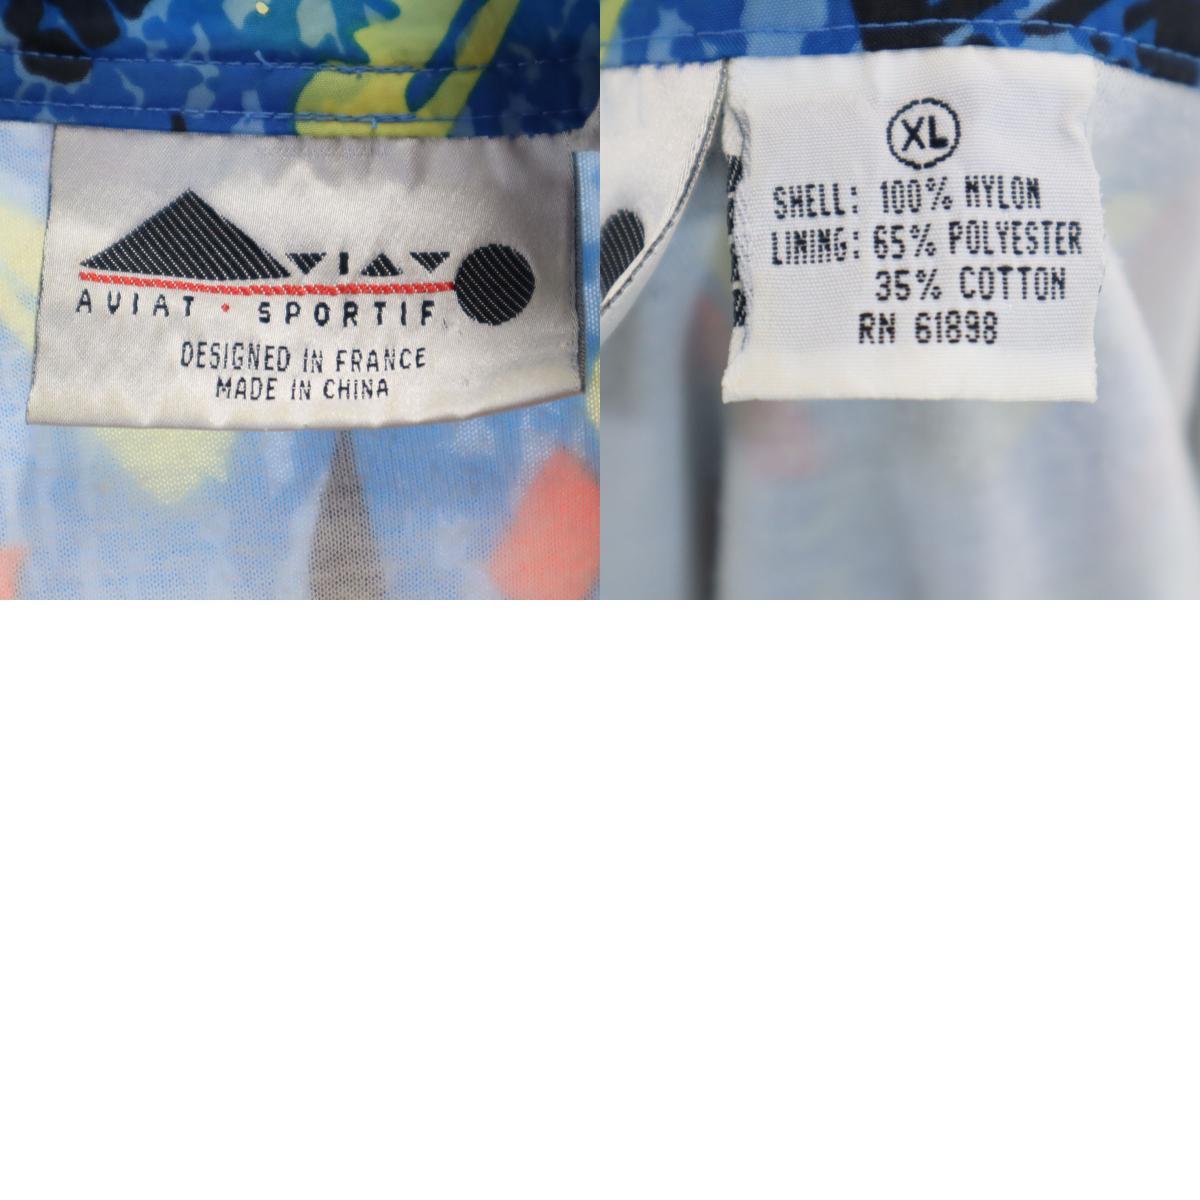 AVIAT · SPORTIF
DESIGNED IN FRANCE
MADE IN CHINA
XL
SHELL: 100% NYLON
LINING: 65% POLYESTER
35% COTTON
RN 61898